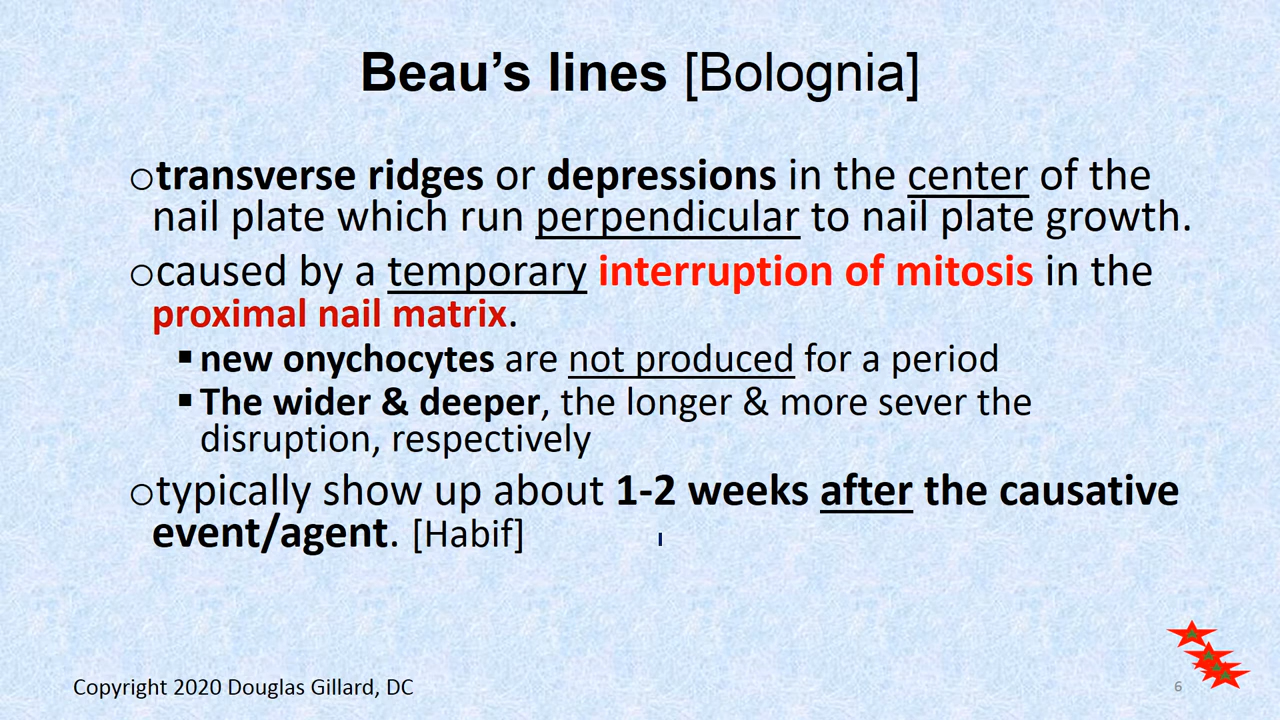 Beau’s lines [Bolognia]
otransverse ridges or depressions in the center of the
nail plate which run perpendicular to nail plate growth.
ocaused by a temporary interruption of mitosis in the
proximal nail matrix.
▪ new onychocytes are not produced for a period
▪ The wider & deeper, the longer & more sever the
disruption, respectively
otypically show up about 1-2 weeks after the causative
event/agent. [Habif]
Copyright 2020 Douglas Gillard, DC
6